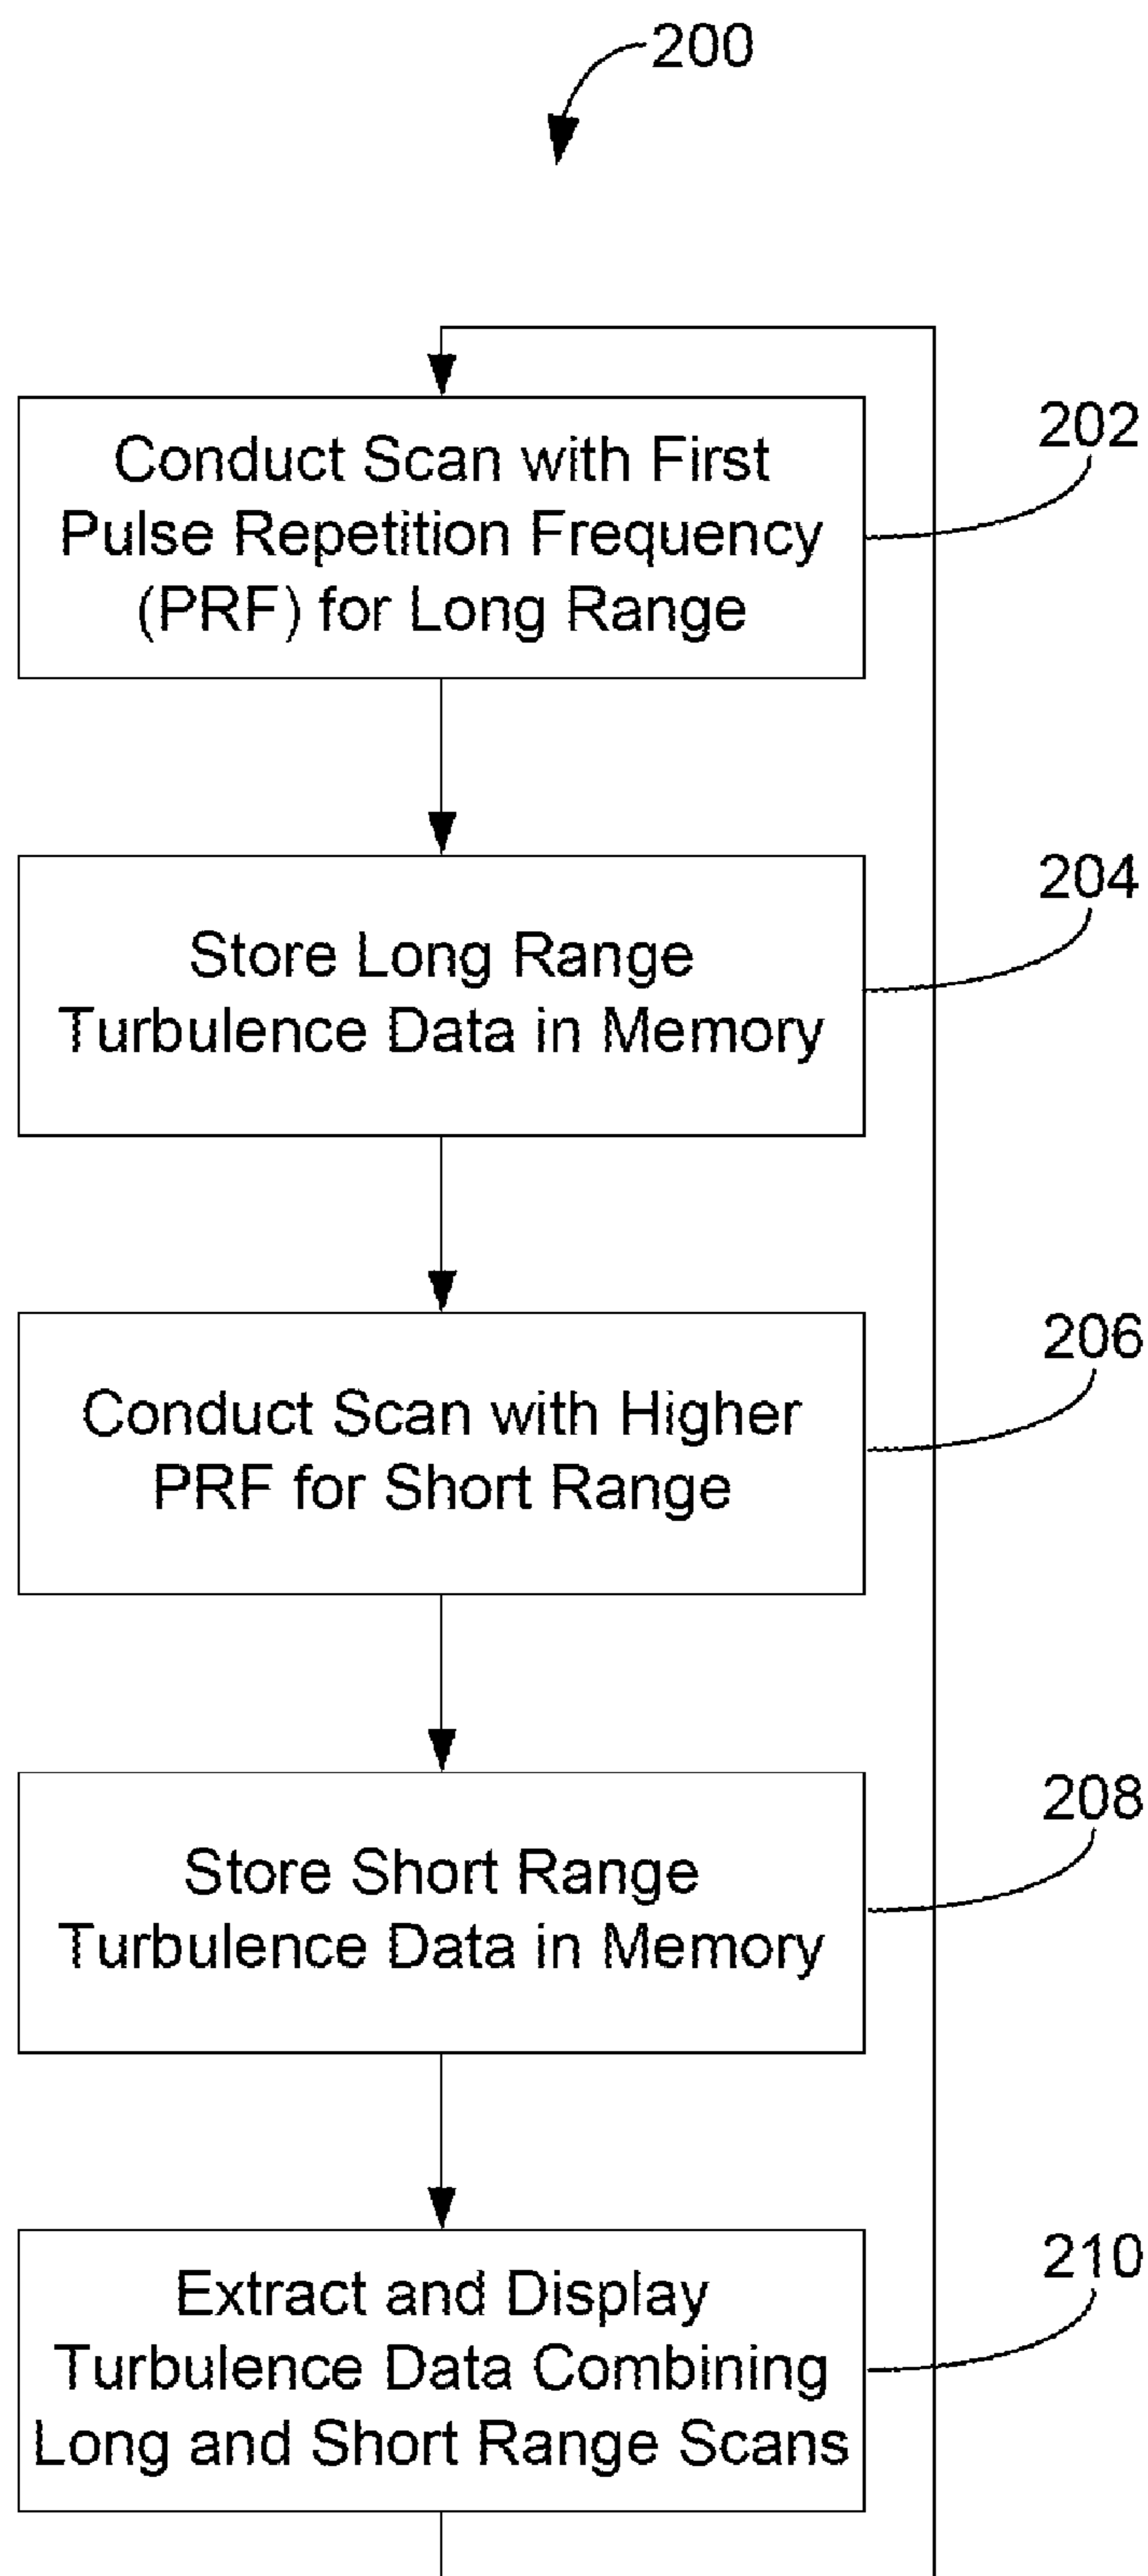 200
Conduct Scan with First
Pulse Repetition Frequency
(PRF) for Long Range
202
Store Long Range
Turbulence Data in Memory
204
Conduct Scan with Higher
PRF for Short Range
206
Store Short Range
Turbulence Data in Memory
208
Extract and Display
Turbulence Data Combining
Long and Short Range Scans
210